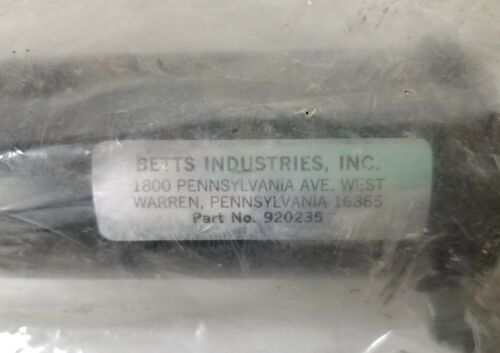 BETTS INDUSTRIES, INC.
1800 PENNSYLVANIA AVE. WEST
WARREN, PENNSYLVANIA 16365
Part No. 920235